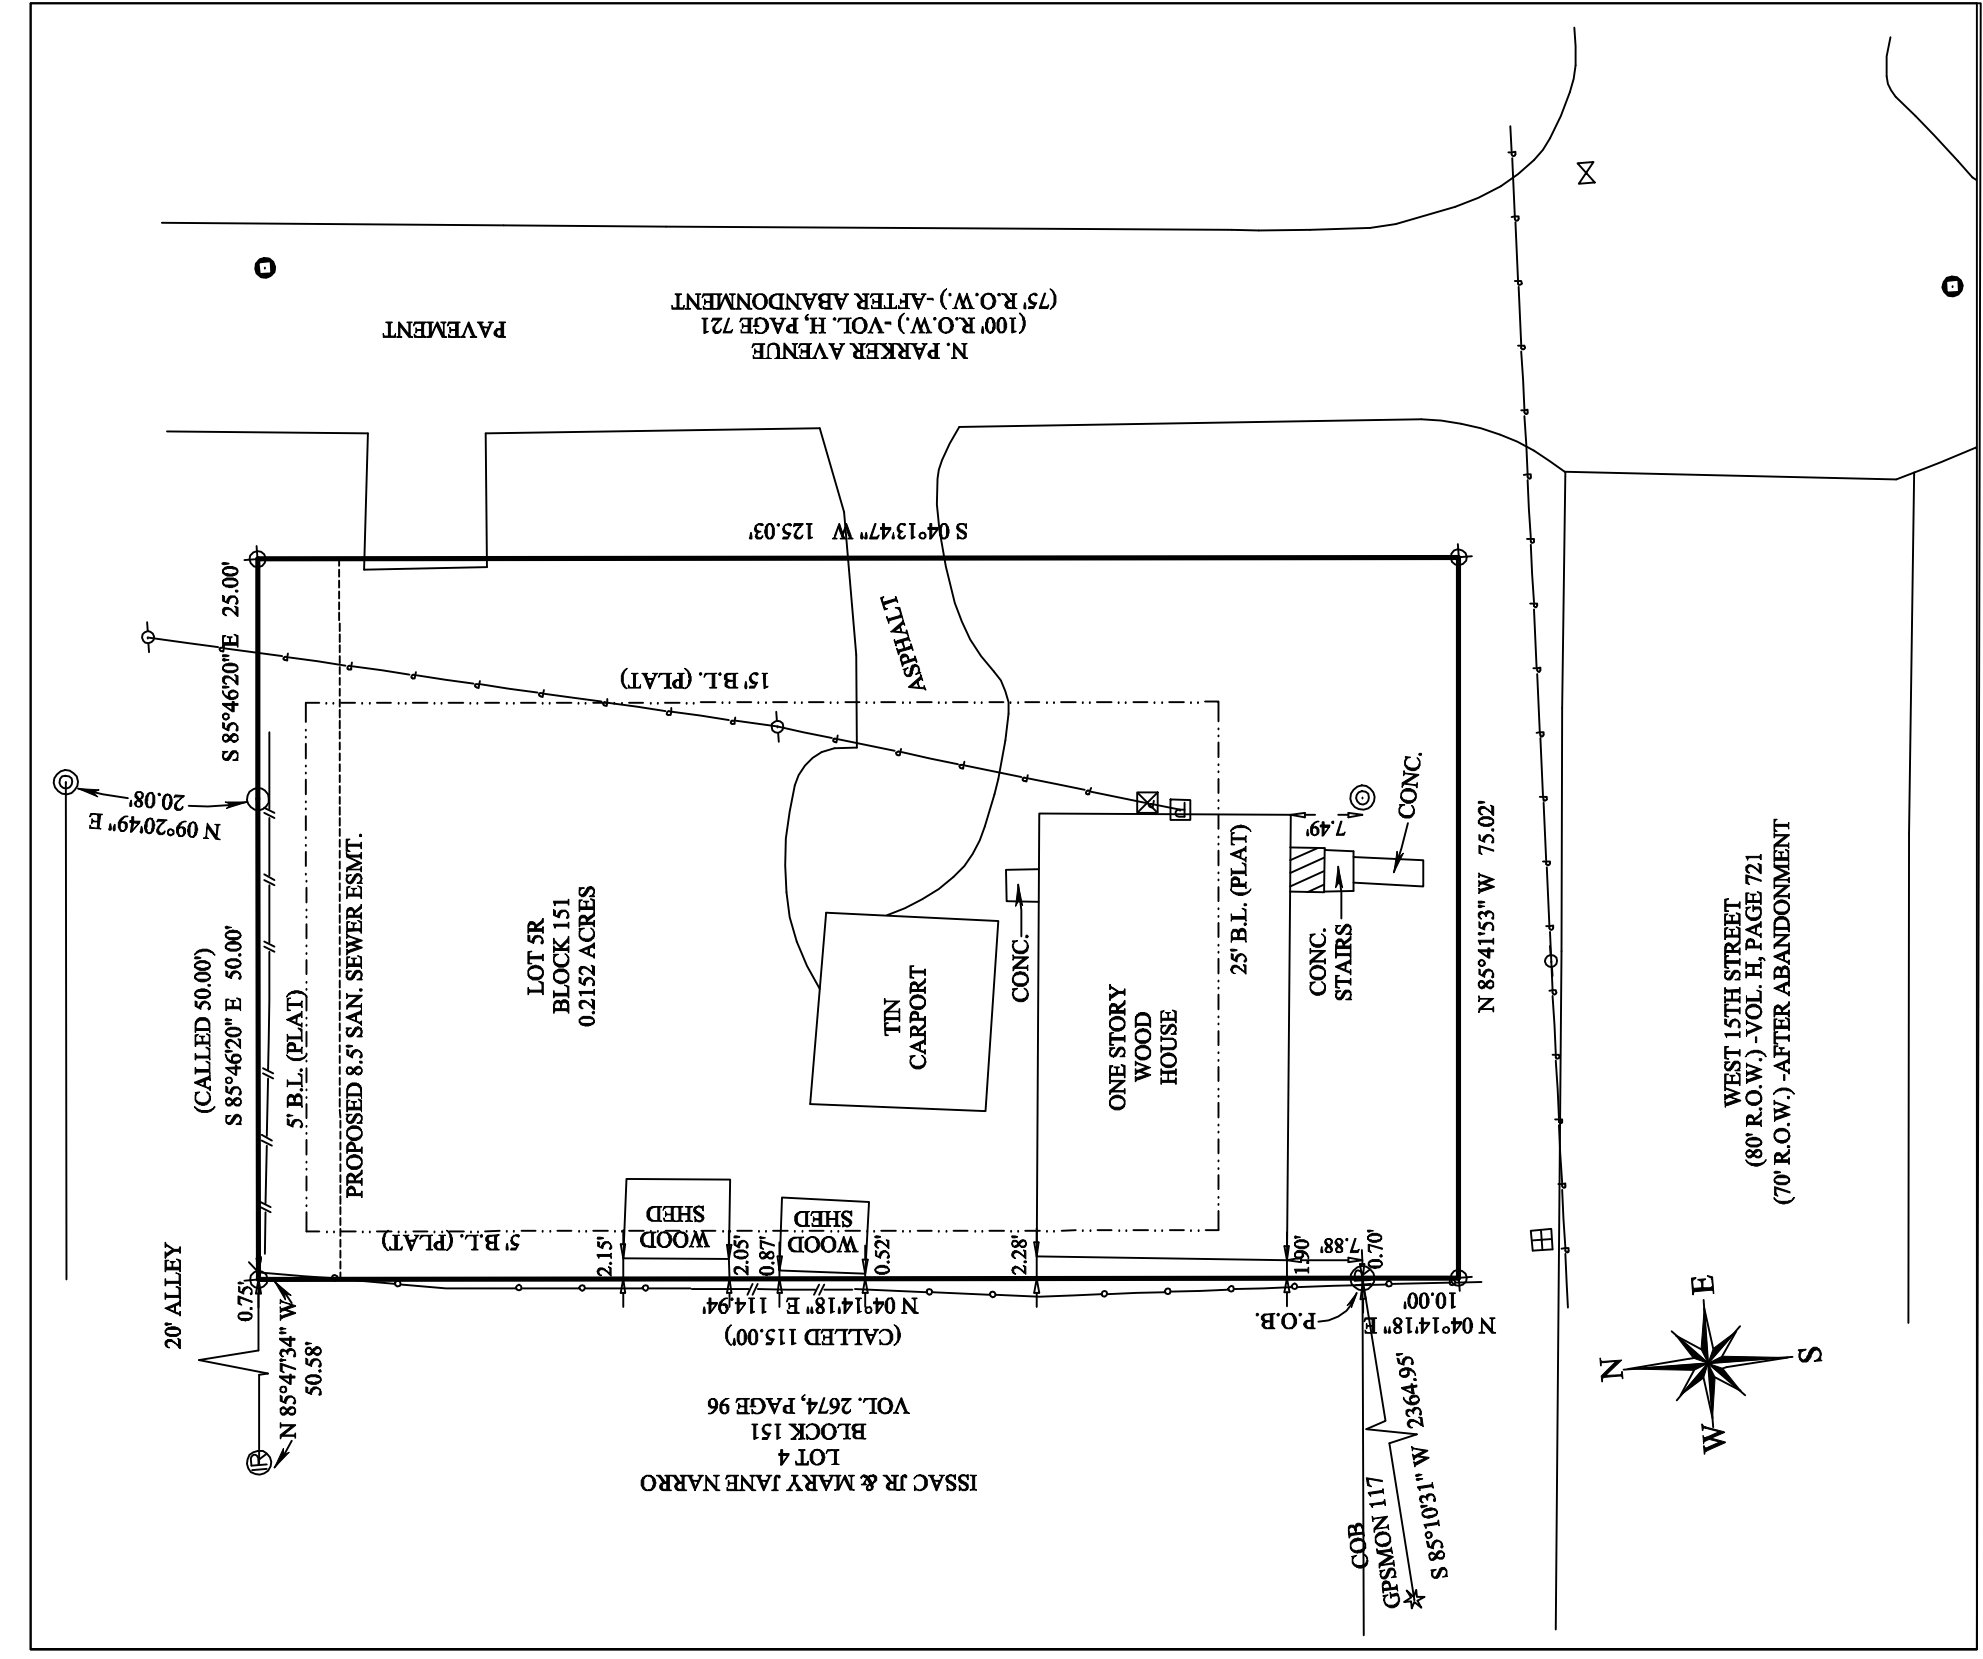 N. PARKER AVENUE
(100' R.O.W.) -VOL. H, PAGE 721
(75' R.O.W.) -AFTER ABANDONMENT
PAVEMENT
S 04°13'47" W 125.03'
S 85°46'20" E 25.00'
15' B.L. (PLAT)
ASPHALT
20.08'
N 09°20'49" E
(CALLED 50.00')
S 85°46'20" E 50.00'
5' B.L. (PLAT)
PROPOSED 8.5' SAN. SEWER ESMT.
LOT 5R
BLOCK 151
0.2152 ACRES
TIN
CARPORT
CONC.
ONE STORY
WOOD
HOUSE
25' B.L. (PLAT)
7.49'
CONC.
CONC.
STAIRS
N 85°41'53" W 75.02'
WEST 15TH STREET
(80' R.O.W.) -VOL. H, PAGE 721
(70' R.O.W.) -AFTER ABANDONMENT
20' ALLEY
0.75'
5' B.L. (PLAT)
2.15'
WOOD
SHED
2.05'
0.87'
WOOD
SHED
0.52'
2.28'
1.90'
7.88'
0.70'
N 85°47'34" W
50.58'
IR
N 04°14'18" E 114.94'
(CALLED 115.00')
P.O.B.
N 04°14'18" E
10.00'
ISSAC JR & MARY JANE NARRO
LOT 4
BLOCK 151
VOL. 2674, PAGE 96
COB
GPSMON 117
S 85°10'31" W 2364.95'
N
E
S
W